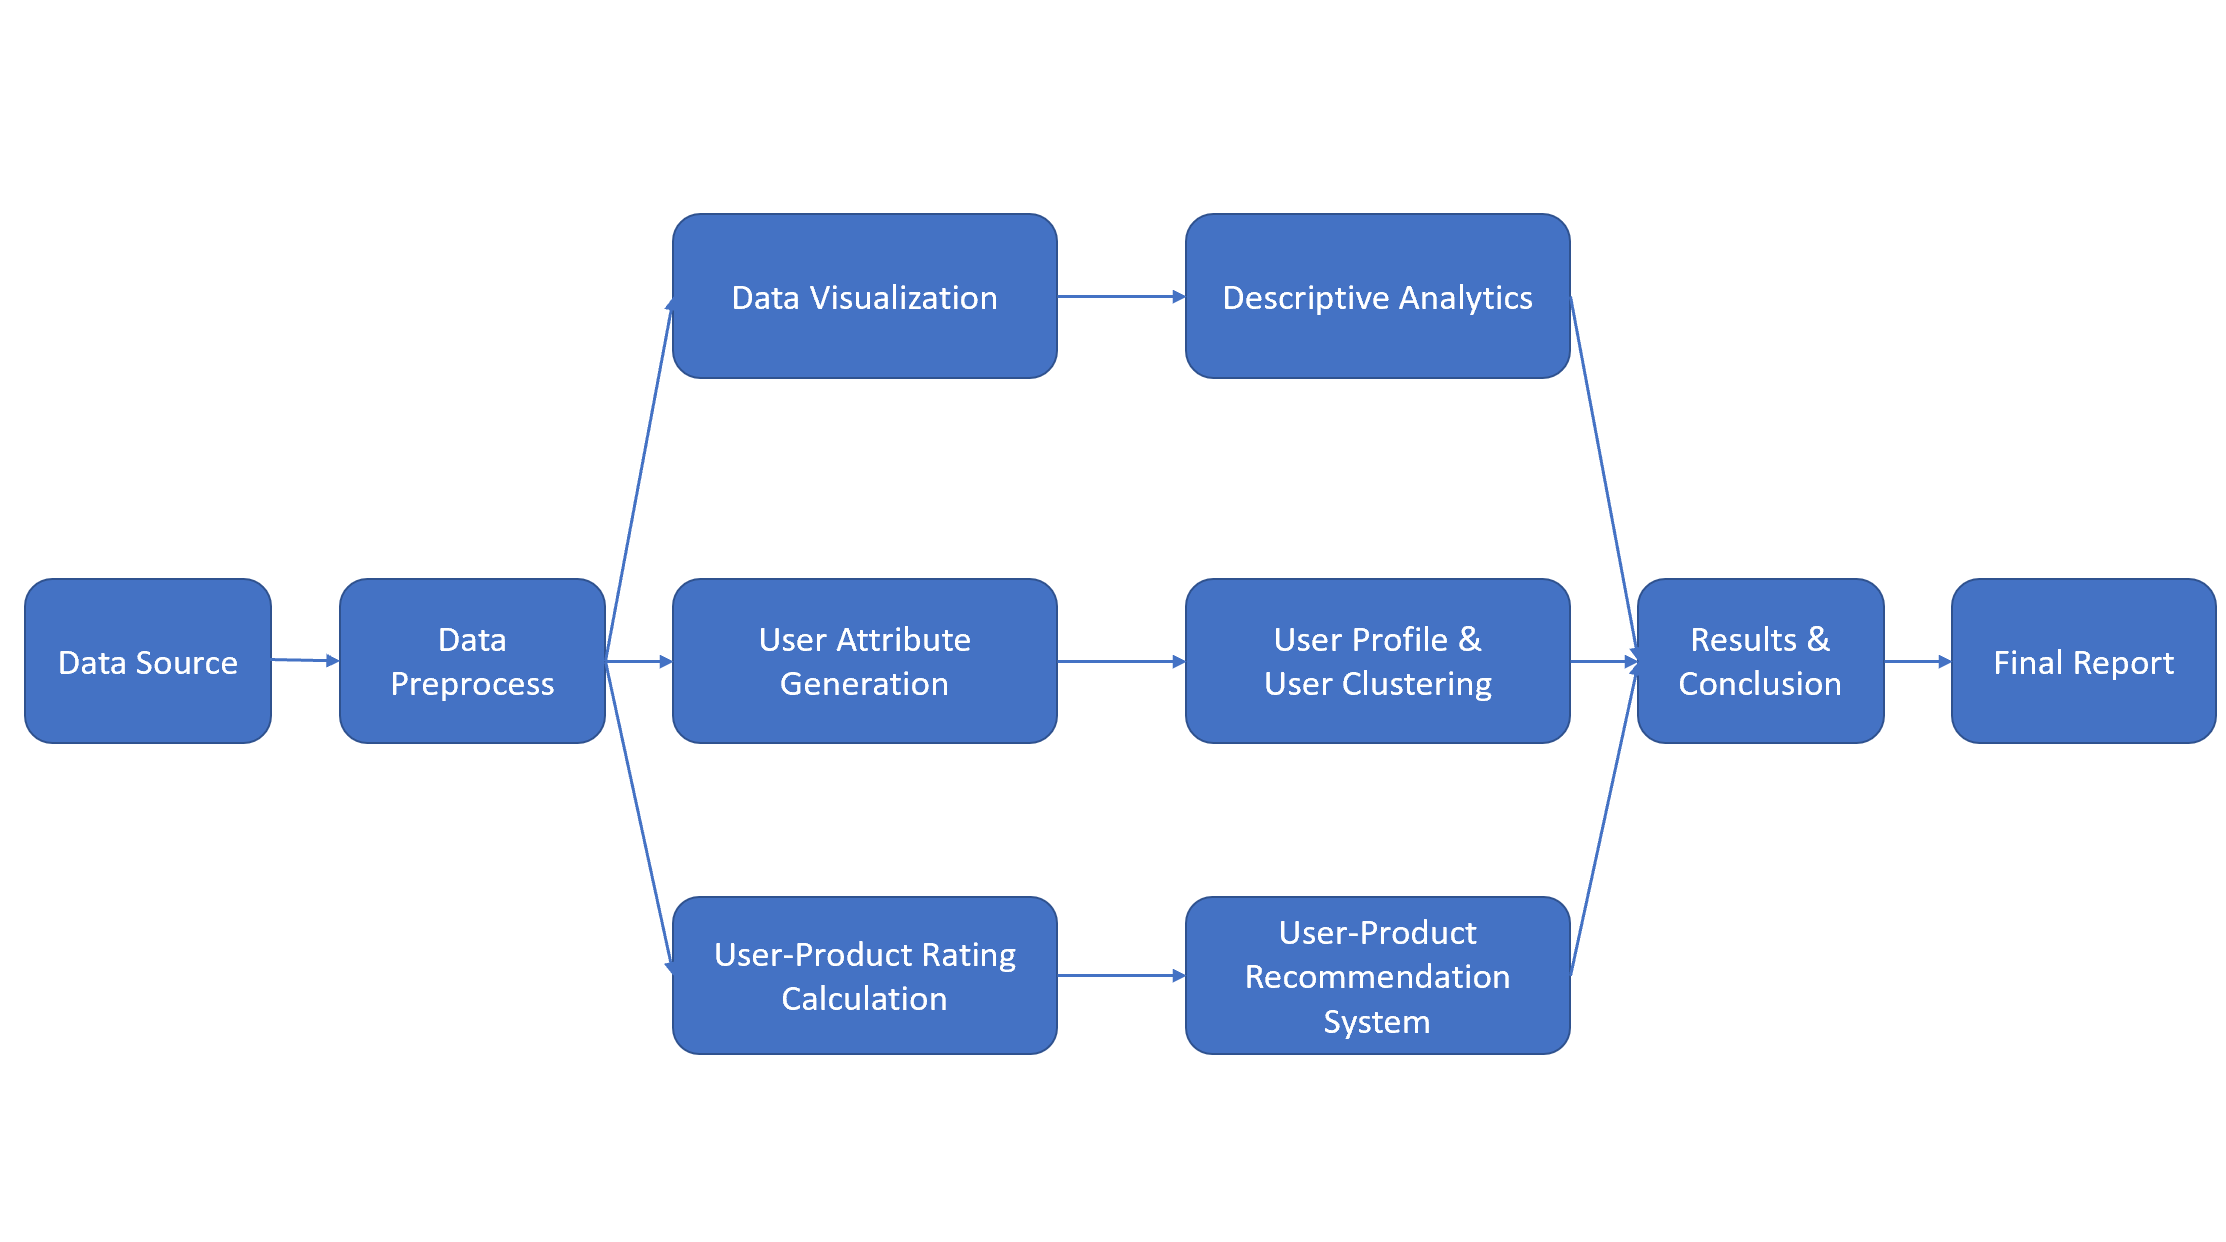 Data Source
Data
Preprocess
Data Visualization
Descriptive Analytics
User Attribute
Generation
User Profile &
User Clustering
User-Product Rating
Calculation
User-Product
Recommendation
System
Results &
Conclusion
Final Report